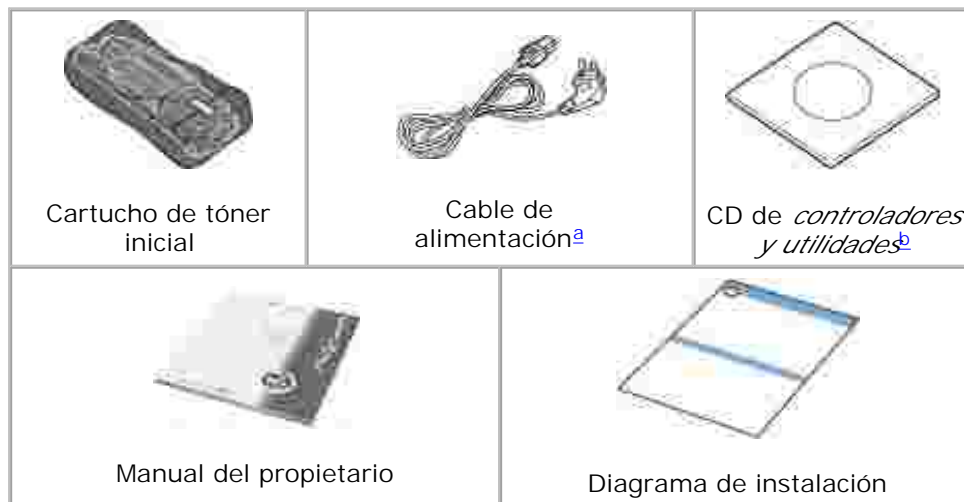 Cartucho de tóner
inicial
Cable de
alimentacióna
CD de controladores
y utilidadesb
Manual del propietario
Diagrama de instalación